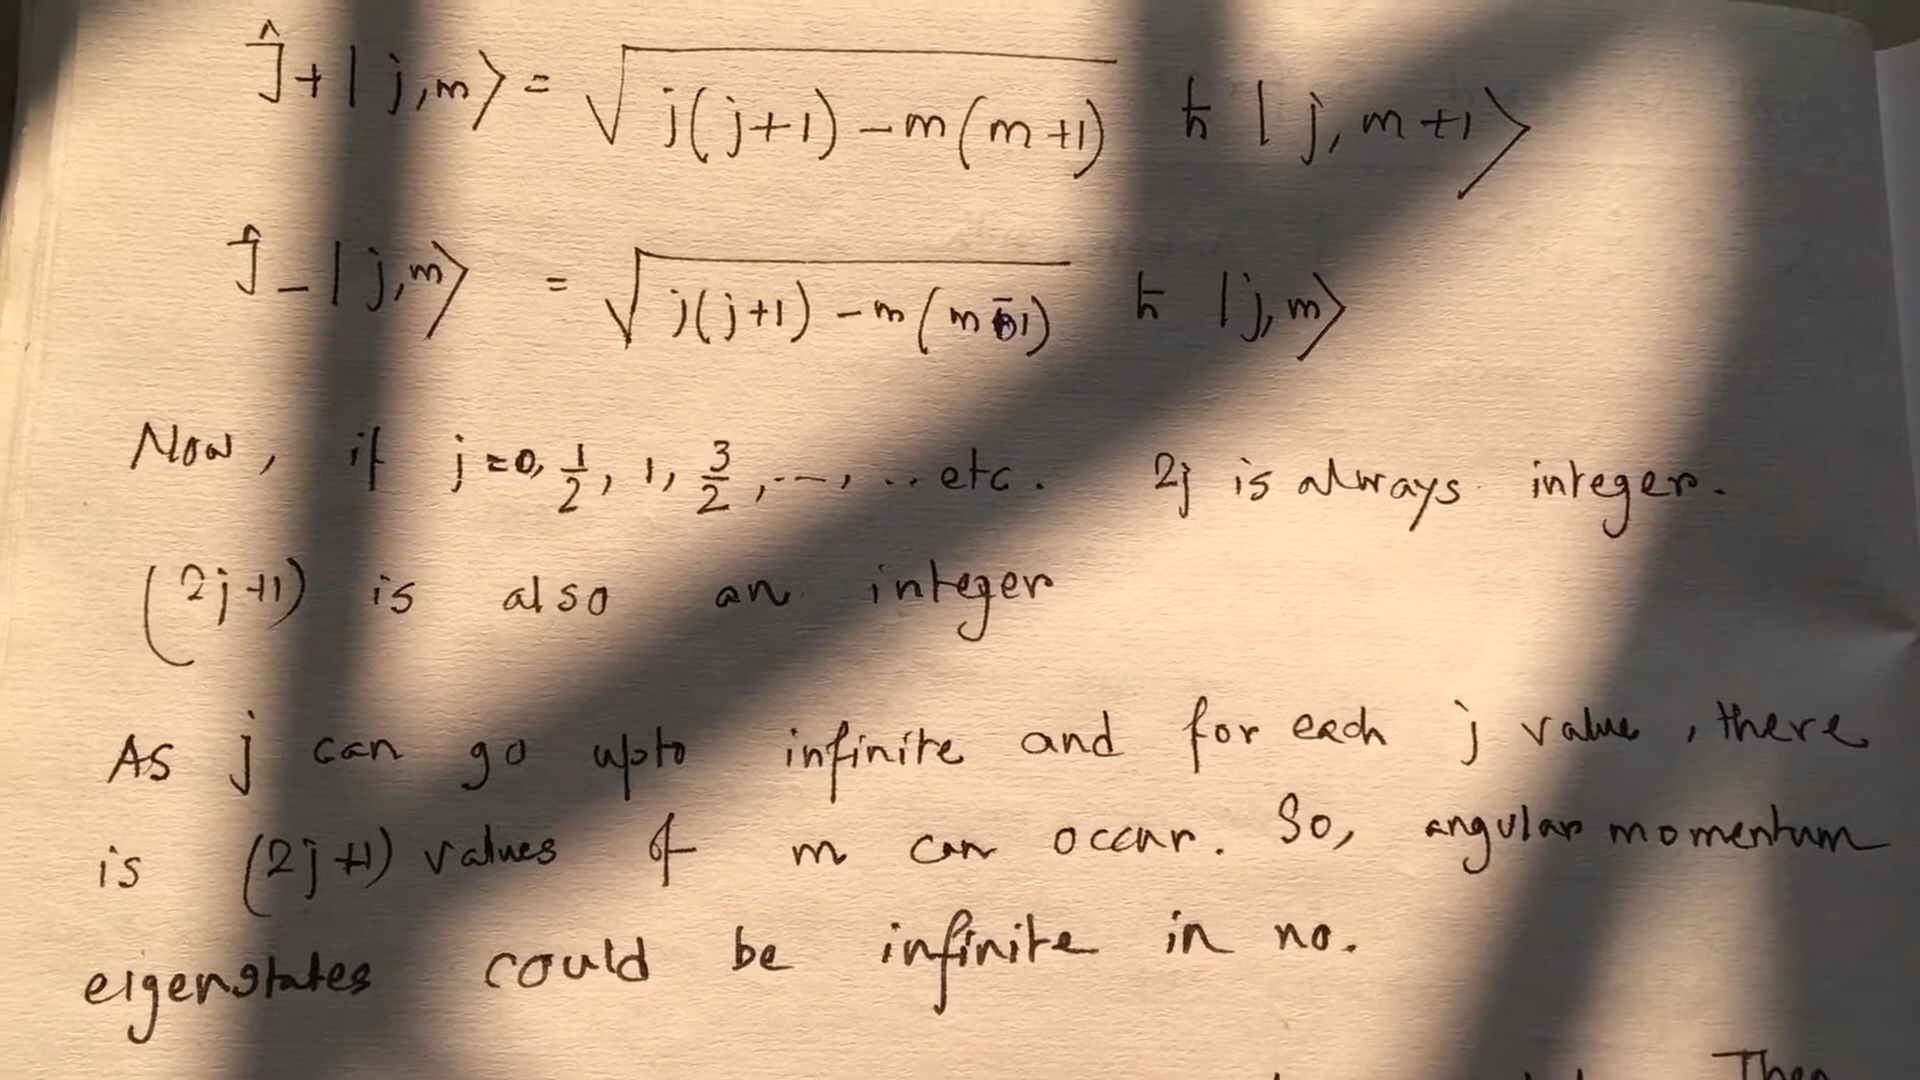 Ĵ+|j,m⟩ = √(j(j+1) - m(m+1)) ħ |j, m+1⟩
Ĵ-|j,m⟩ = √(j(j+1) - m(m-1)) ħ |j,m⟩
Now, if j=0, 1/2, 1, 3/2, ..., .. etc. 2j is always integer.
(2j+1) is also an integer
As j can go upto infinite and for each j value, there
is (2j+1) values of m can occur. So, angular momentum
eigenstates could be infinite in no.
Then